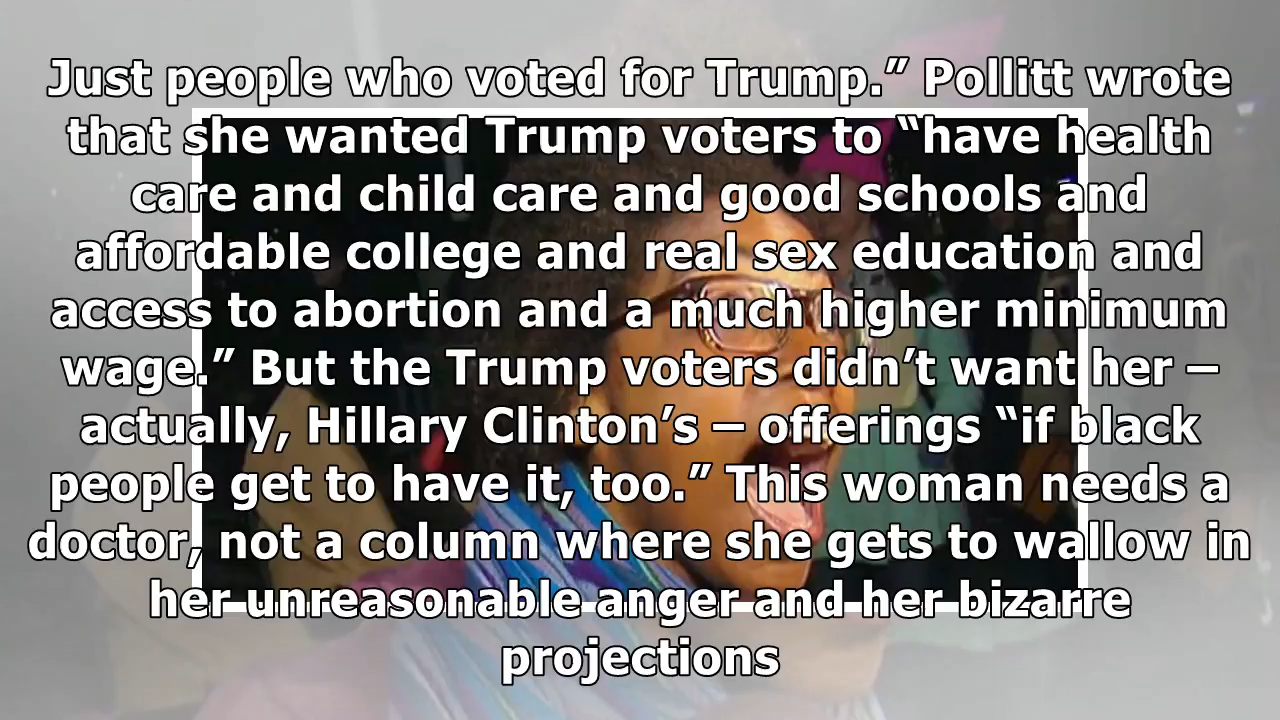 Just people who voted for Trump.” Pollitt wrote
that she wanted Trump voters to “have health
care and child care and good schools and
affordable college and real sex education and
access to abortion and a much higher minimum
wage.” But the Trump voters didn’t want her –
actually, Hillary Clinton’s – offerings “if black
people get to have it, too.” This woman needs a
doctor, not a column where she gets to wallow in
her unreasonable anger and her bizarre
projections